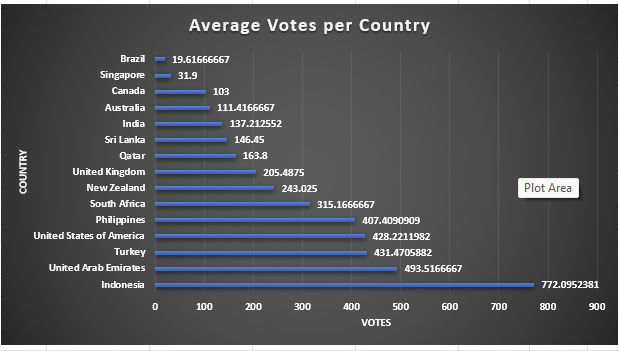 Average Votes per Country
Brazil 19.61666667
Singapore 31.9
Canada 103
Australia 111.4166667
India 137.212552
Sri Lanka 146.45
Qatar 163.8
United Kingdom 205.4875
New Zealand 243.025
South Africa 315.1666667
Philippines 407.4090909
United States of America 428.2211982
Turkey 431.4705882
United Arab Emirates 493.5166667
Indonesia 772.0952381
COUNTRY
Plot Area
0 100 200 300 400 500 600 700 800 900
VOTES